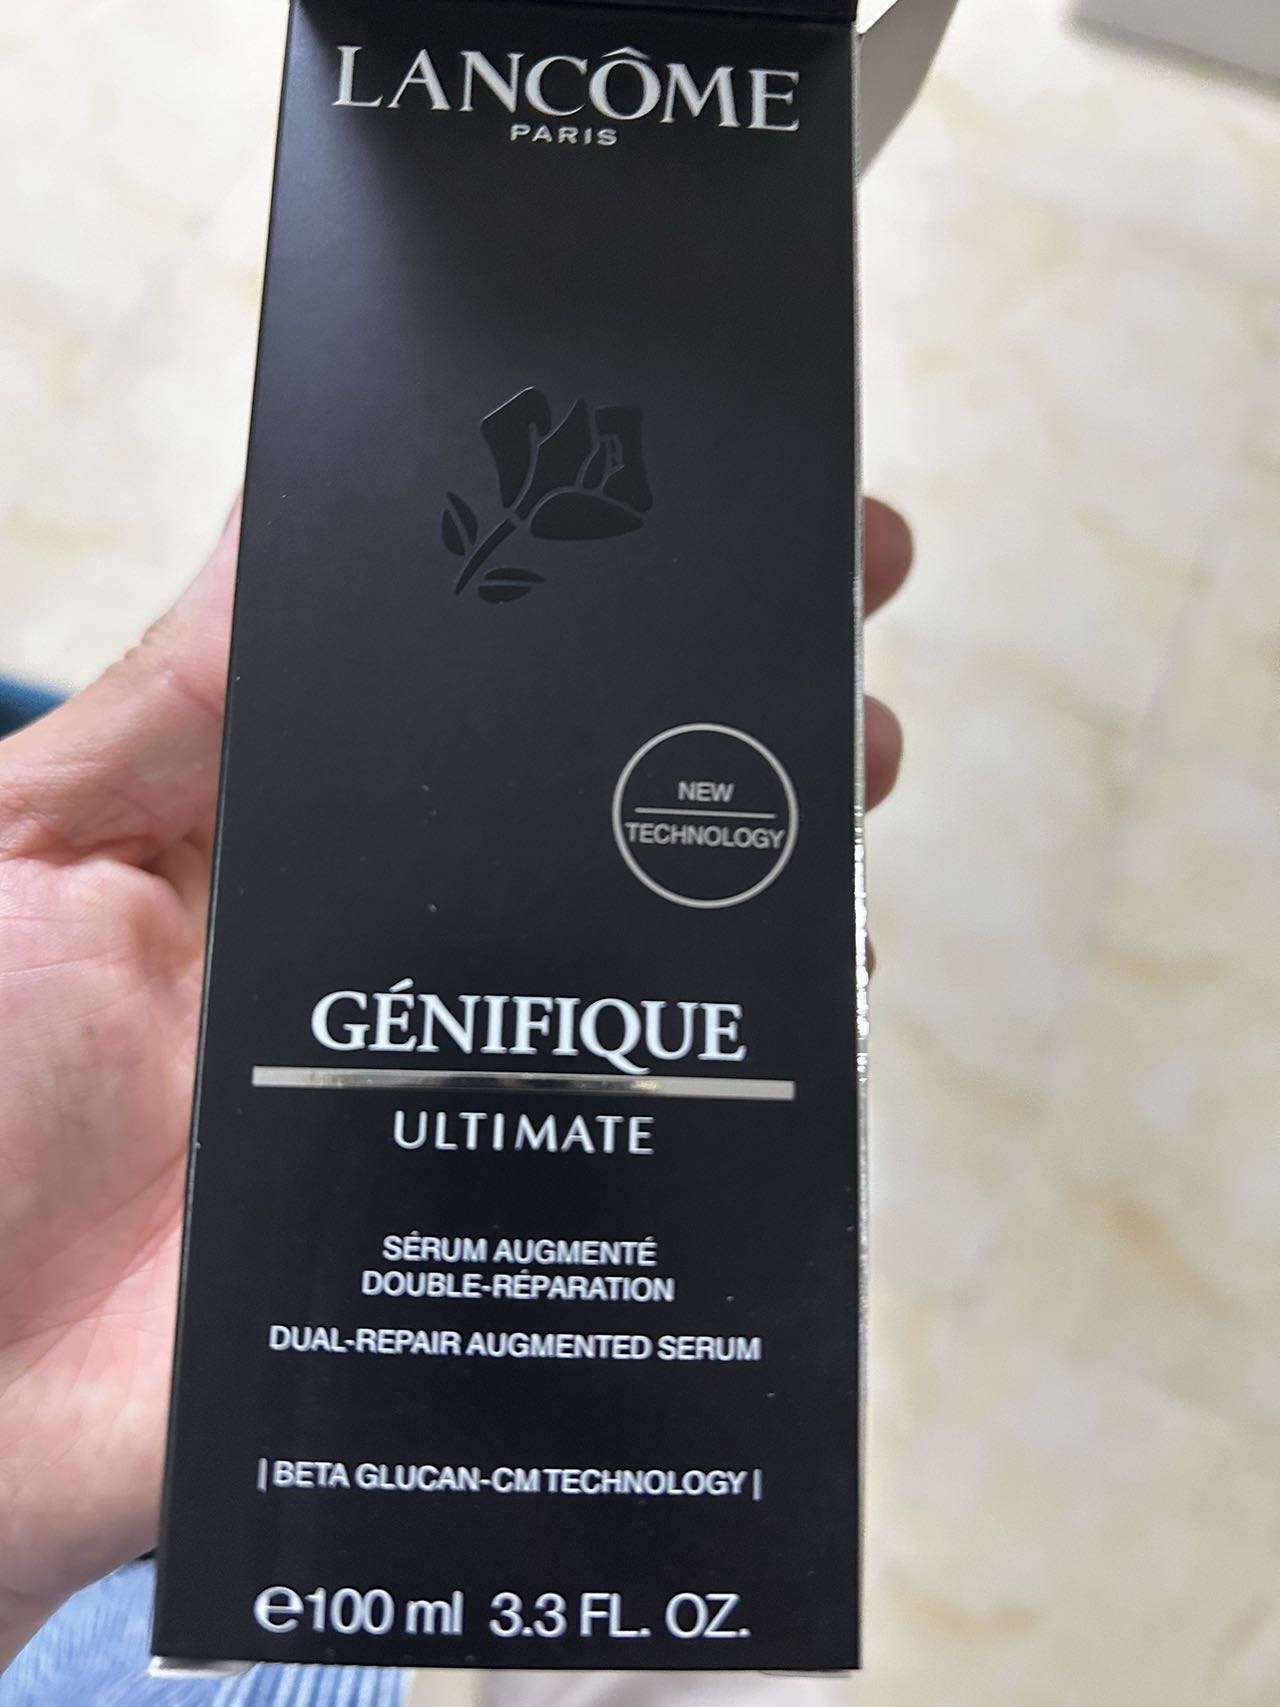 LANCÔME
PARIS
NEW
TECHNOLOGY
GÉNIFIQUE
ULTIMATE
SÉRUM AUGMENTÉ
DOUBLE-RÉPARATION
DUAL-REPAIR AUGMENTED SERUM
| BETA GLUCAN-CM TECHNOLOGY |
℮100 ml 3.3 FL. OZ.